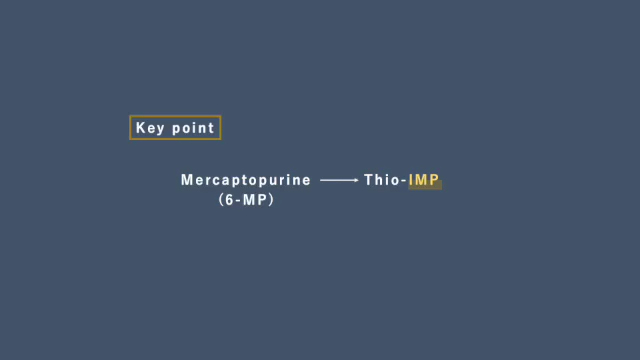 Key point
Mercaptopurine → Thio-IMP
(6-MP)